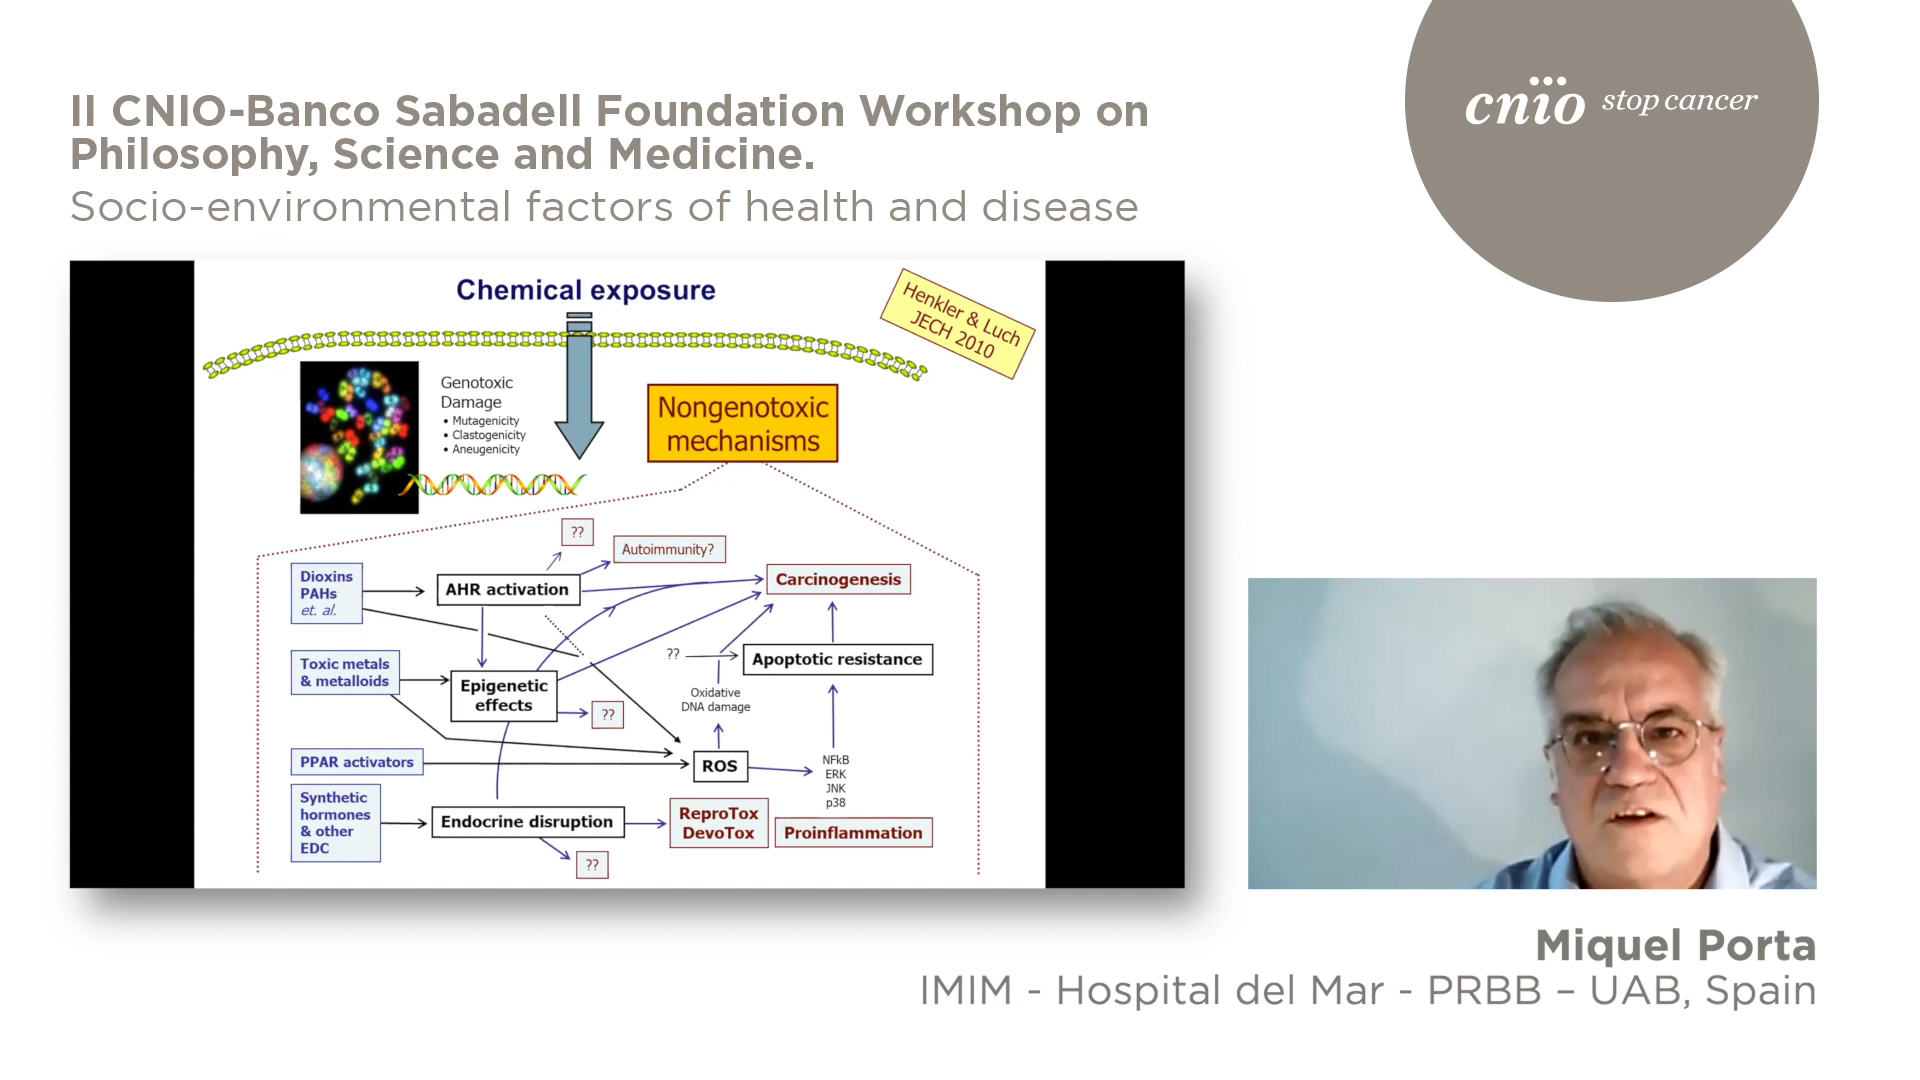 II CNIO-Banco Sabadell Foundation Workshop on
Philosophy, Science and Medicine.
Socio-environmental factors of health and disease
cnio stop cancer
Chemical exposure
Henkler & Luch
JECH 2010
Genotoxic
Damage
• Mutagenicity
• Clastogenicity
• Aneugenicity
Nongenotoxic
mechanisms
??
Autoimmunity?
Dioxins
PAHs
et. al.
AHR activation
Carcinogenesis
Toxic metals
& metalloids
Epigenetic
effects
??
??
Apoptotic resistance
Oxidative
DNA damage
PPAR activators
ROS
NFkB
ERK
JNK
p38
Synthetic
hormones
& other
EDC
Endocrine disruption
ReproTox
DevoTox
Proinflammation
??
Miquel Porta
IMIM - Hospital del Mar - PRBB – UAB, Spain